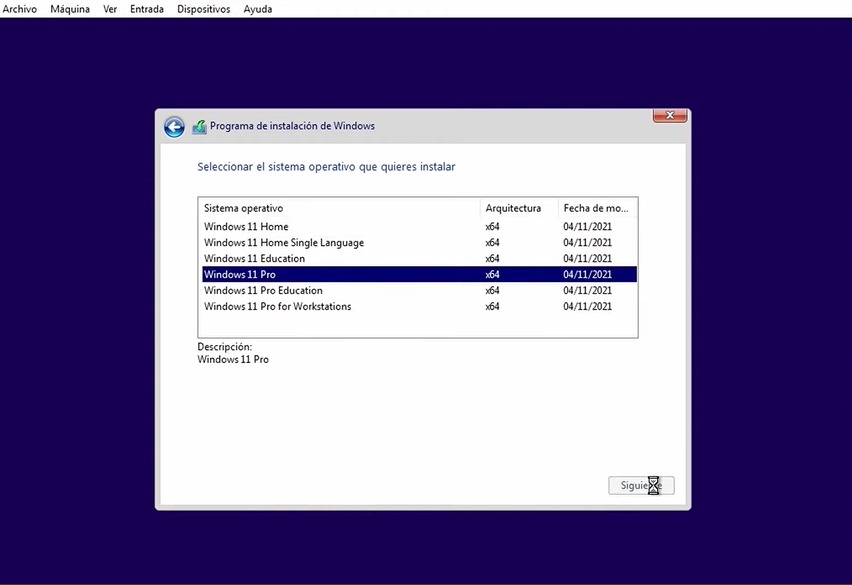 Archivo Máquina Ver Entrada Dispositivos Ayuda
Programa de instalación de Windows
Seleccionar el sistema operativo que quieres instalar
Sistema operativo Arquitectura Fecha de mo...
Windows 11 Home x64 04/11/2021
Windows 11 Home Single Language x64 04/11/2021
Windows 11 Education x64 04/11/2021
Windows 11 Pro x64 04/11/2021
Windows 11 Pro Education x64 04/11/2021
Windows 11 Pro for Workstations x64 04/11/2021
Descripción:
Windows 11 Pro